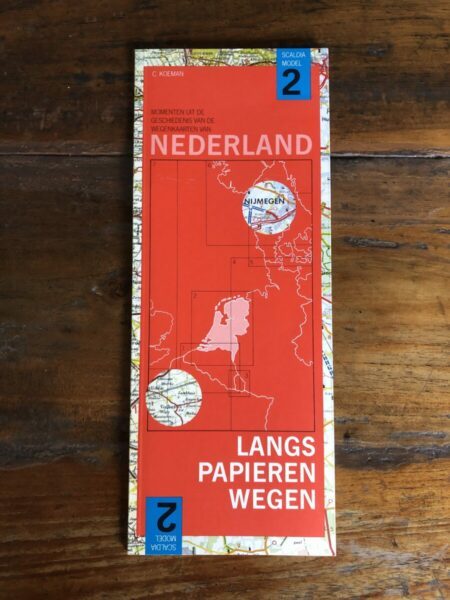 SCALDIA
MODEL
2
C. KOEMAN
MOMENTEN UIT DE
GESCHIEDENIS VAN DE
WEGENKAARTEN VAN
NEDERLAND
NIJMEGEN
LANGS
PAPIEREN
WEGEN
SCALDIA
MODEL
2